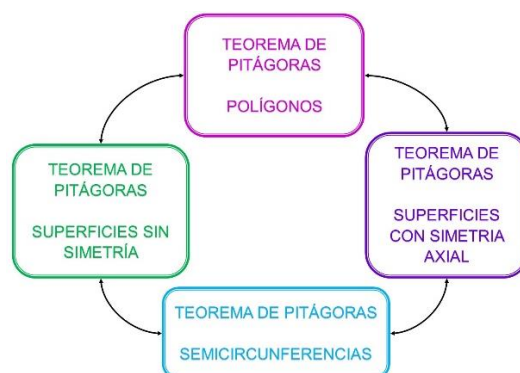 TEOREMA DE
PITÁGORAS
POLÍGONOS
TEOREMA DE
PITÁGORAS
SUPERFICIES SIN
SIMETRÍA
TEOREMA DE
PITÁGORAS
SUPERFICIES
CON SIMETRIA
AXIAL
TEOREMA DE PITÁGORAS
SEMICIRCUNFERENCIAS